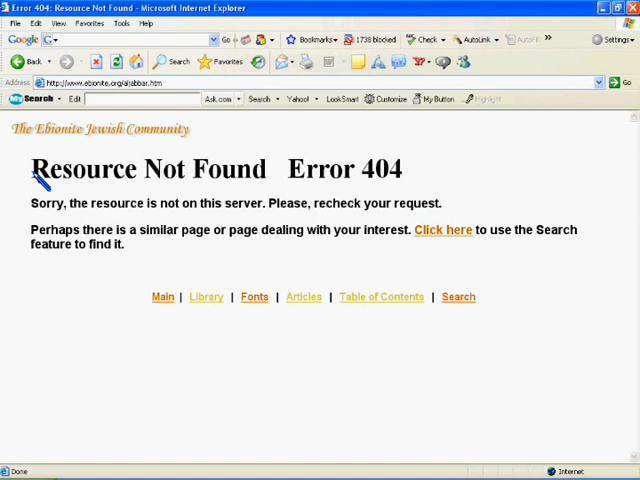 Error 404: Resource Not Found - Microsoft Internet Explorer
File Edit View Favorites Tools Help
Google G Go Bookmarks 1738 blocked Check AutoLink AutoFill » Settings
Back Search Favorites
Address http://www.ebionite.org/aljabbar.htm Go
My Search Edit Ask.com Search Yahoo! LookSmart Customize My Button Highlight
The Ebionite Jewish Community
Resource Not Found Error 404
Sorry, the resource is not on this server. Please, recheck your request.
Perhaps there is a similar page or page dealing with your interest. Click here to use the Search
feature to find it.
Main | Library | Fonts | Articles | Table of Contents | Search
Done Internet